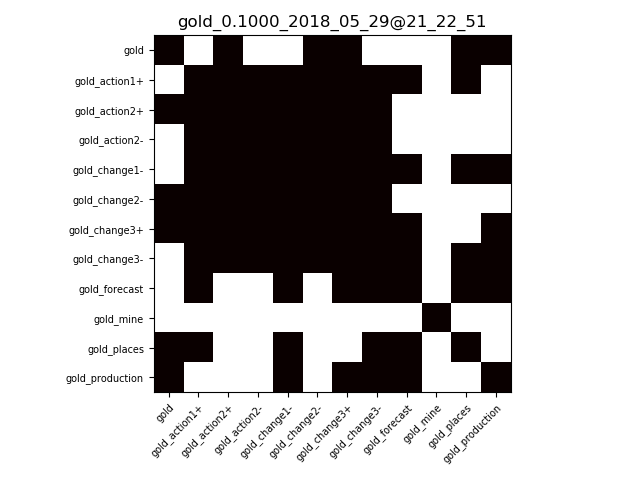 gold_0.1000_2018_05_29@21_22_51
gold
gold_action1+
gold_action2+
gold_action2-
gold_change1-
gold_change2-
gold_change3+
gold_change3-
gold_forecast
gold_mine
gold_places
gold_production
gold
gold_action1+
gold_action2+
gold_action2-
gold_change1-
gold_change2-
gold_change3+
gold_change3-
gold_forecast
gold_mine
gold_places
gold_production